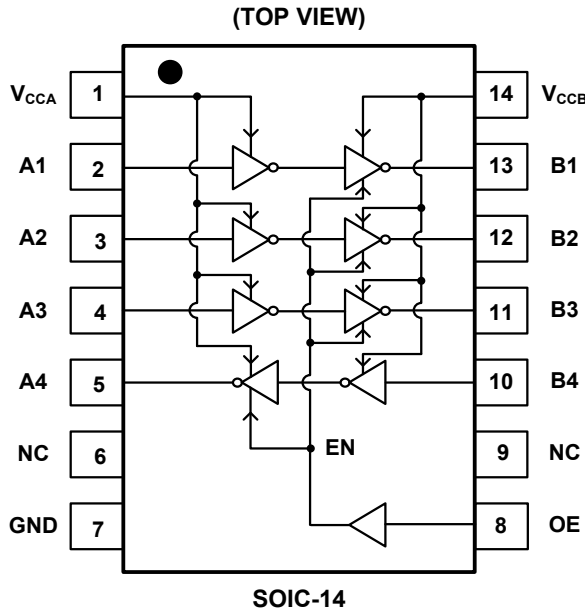 (TOP VIEW)
VCCA 1 14 VCCB
A1 2 13 B1
A2 3 12 B2
A3 4 11 B3
A4 5 10 B4
NC 6 EN 9 NC
GND 7 8 OE
SOIC-14